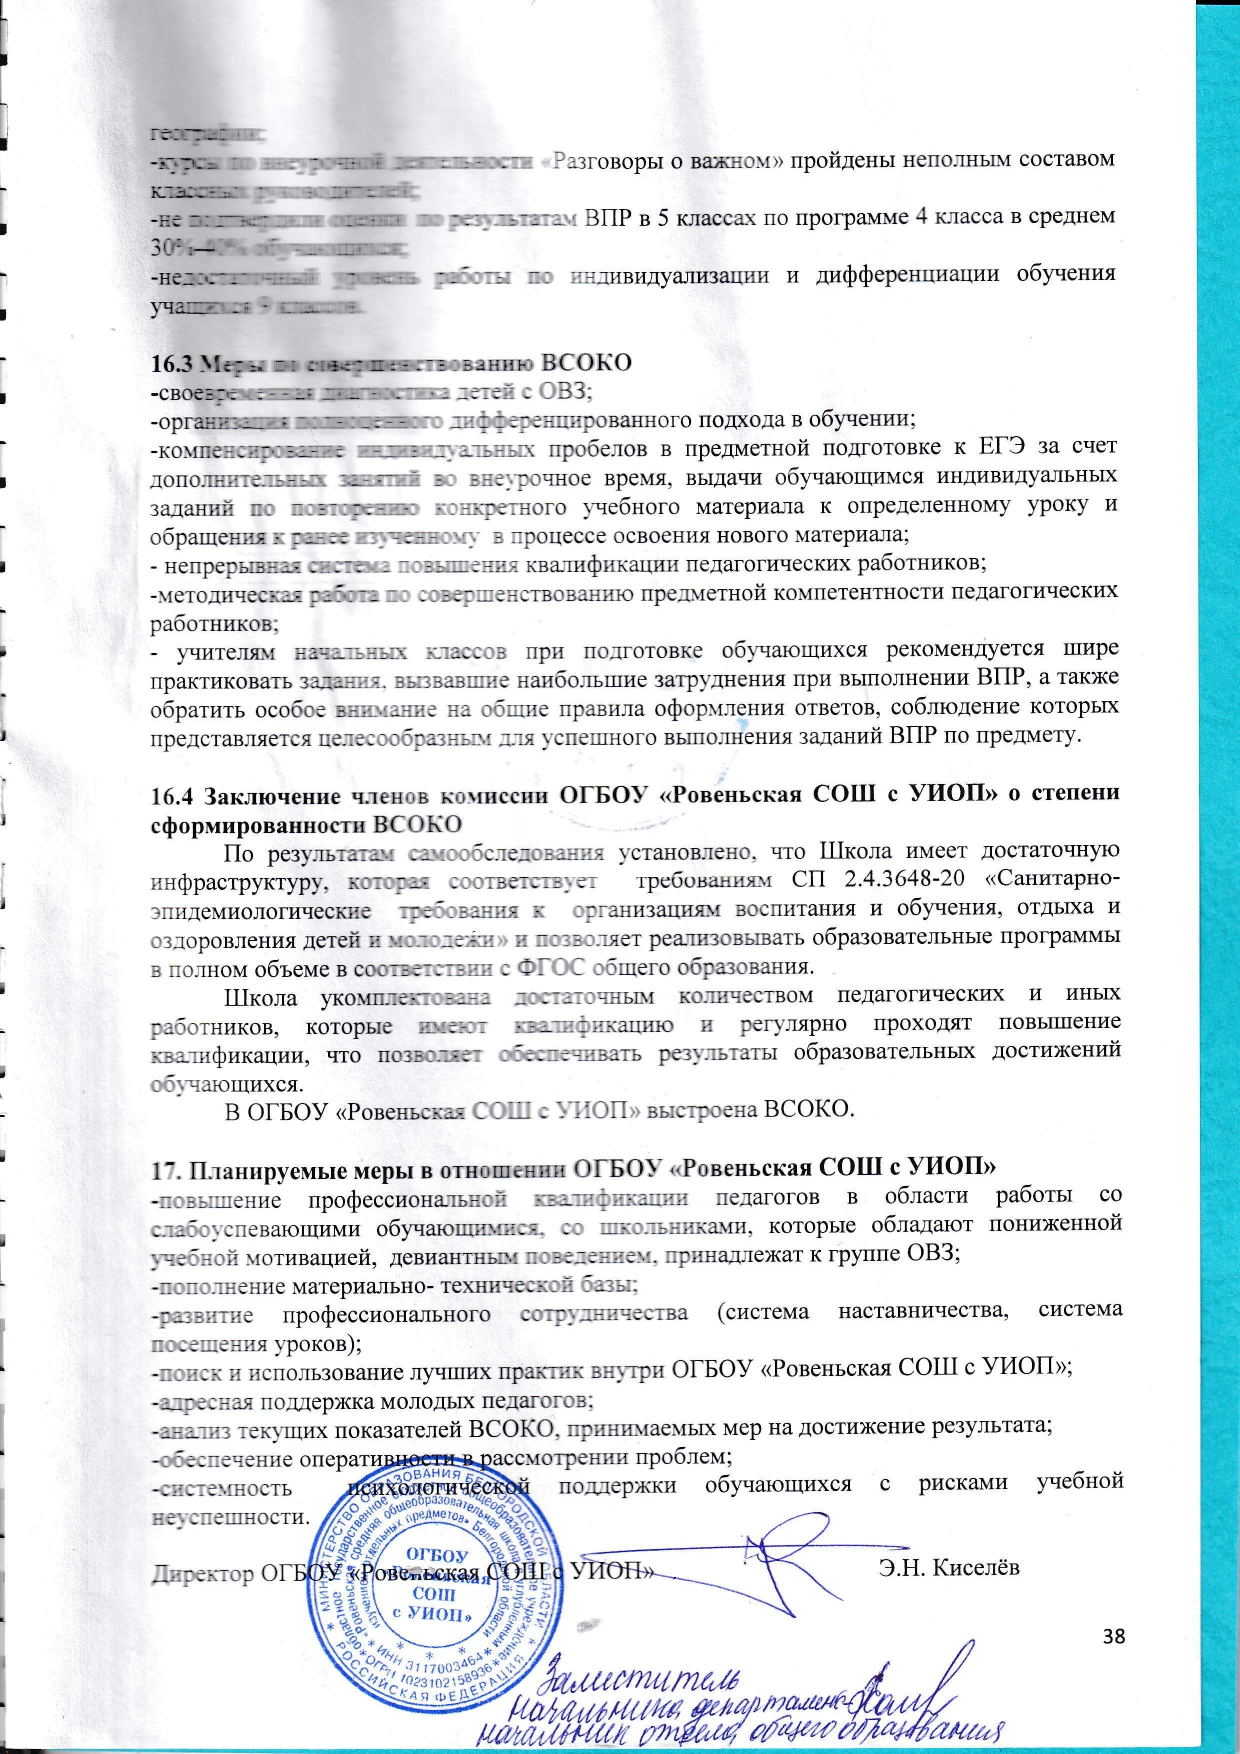 географии;
-курсы по внеурочной деятельности «Разговоры о важном» пройдены неполным составом
классных руководителей;
-не подтвердили оценки по результатам ВПР в 5 классах по программе 4 класса в среднем
30%–40% обучающихся;
-недостаточный уровень работы по индивидуализации и дифференциации обучения
учащихся 9 классов.
16.3 Меры по совершенствованию ВСОКО
-своевременная диагностика детей с ОВЗ;
-организация полноценного дифференцированного подхода в обучении;
-компенсирование индивидуальных пробелов в предметной подготовке к ЕГЭ за счет
дополнительных занятий во внеурочное время, выдачи обучающимся индивидуальных
заданий по повторению конкретного учебного материала к определенному уроку и
обращения к ранее изученному в процессе освоения нового материала;
- непрерывная система повышения квалификации педагогических работников;
-методическая работа по совершенствованию предметной компетентности педагогических
работников;
- учителям начальных классов при подготовке обучающихся рекомендуется шире
практиковать задания, вызвавшие наибольшие затруднения при выполнении ВПР, а также
обратить особое внимание на общие правила оформления ответов, соблюдение которых
представляется целесообразным для успешного выполнения заданий ВПР по предмету.
16.4 Заключение членов комиссии ОГБОУ «Ровеньская СОШ с УИОП» о степени
сформированности ВСОКО
По результатам самообследования установлено, что Школа имеет достаточную
инфраструктуру, которая соответствует требованиям СП 2.4.3648-20 «Санитарно-
эпидемиологические требования к организациям воспитания и обучения, отдыха и
оздоровления детей и молодежи» и позволяет реализовывать образовательные программы
в полном объеме в соответствии с ФГОС общего образования.
Школа укомплектована достаточным количеством педагогических и иных
работников, которые имеют квалификацию и регулярно проходят повышение
квалификации, что позволяет обеспечивать результаты образовательных достижений
обучающихся.
В ОГБОУ «Ровеньская СОШ с УИОП» выстроена ВСОКО.
17. Планируемые меры в отношении ОГБОУ «Ровеньская СОШ с УИОП»
-повышение профессиональной квалификации педагогов в области работы со
слабоуспевающими обучающимися, со школьниками, которые обладают пониженной
учебной мотивацией, девиантным поведением, принадлежат к группе ОВЗ;
-пополнение материально- технической базы;
-развитие профессионального сотрудничества (система наставничества, система
посещения уроков);
-поиск и использование лучших практик внутри ОГБОУ «Ровеньская СОШ с УИОП»;
-адресная поддержка молодых педагогов;
-анализ текущих показателей ВСОКО, принимаемых мер на достижение результата;
-обеспечение оперативности в рассмотрении проблем;
-системность психологической поддержки обучающихся с рисками учебной
неуспешности.
Директор ОГБОУ «Ровеньская СОШ с УИОП» Э.Н. Киселёв
МИНИСТЕРСТВО ОБРАЗОВАНИЯ БЕЛГОРОДСКОЙ ОБЛАСТИ
* РОССИЙСКАЯ ФЕДЕРАЦИЯ *
* ОГРН 1023102158936 *
* ИНН 3117003464 *
ОГБОУ
«Ровеньская
СОШ
с УИОП»
38
Заместитель
начальника департамента-
начальник отдела общего образования